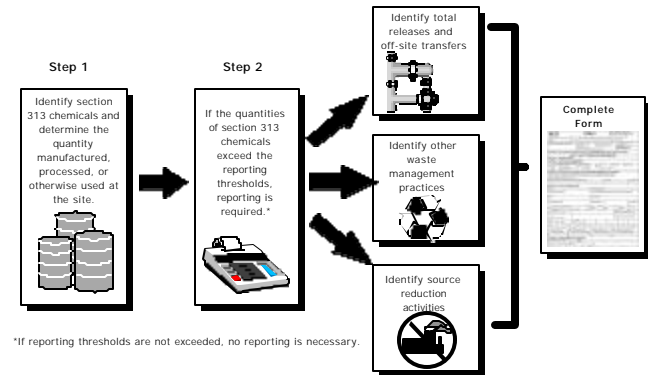 Step 1
Identify section
313 chemicals and
determine the
quantity
manufactured,
processed, or
otherwise used at
the site.
Step 2
If the quantities
of section 313
chemicals
exceed the
reporting
thresholds,
reporting is
required.*
Identify total
releases and
off-site transfers
Identify other
waste
management
practices
Identify source
reduction
activities
Complete
Form
*If reporting thresholds are not exceeded, no reporting is necessary.